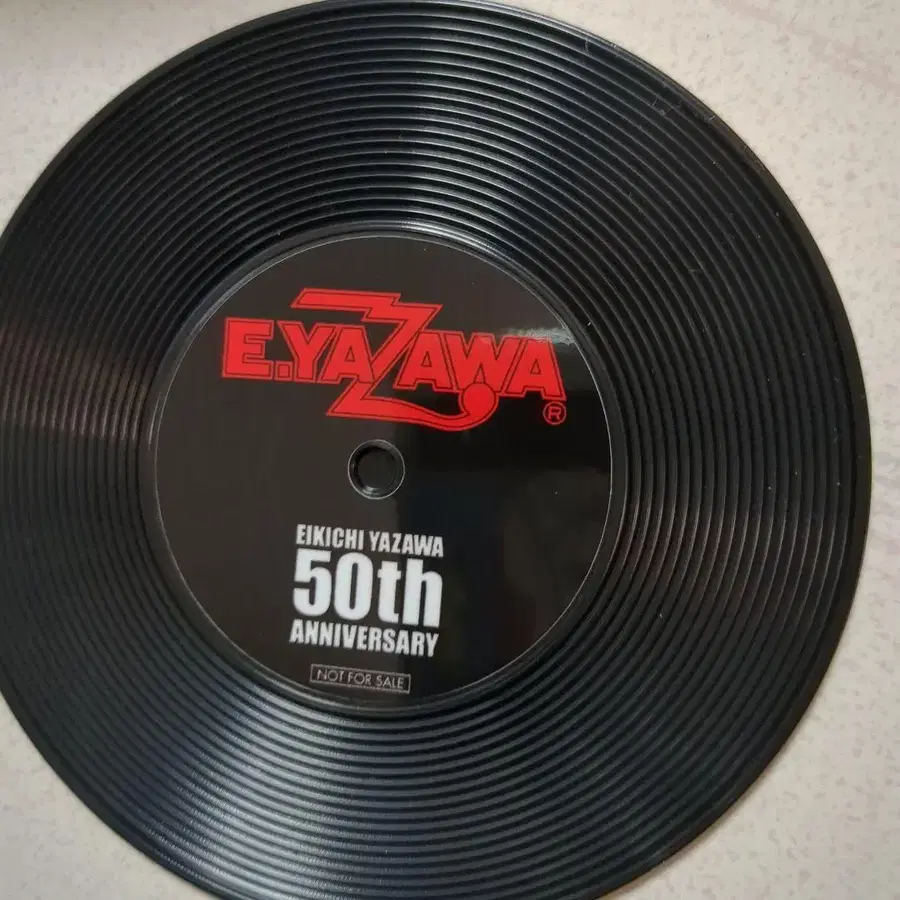 E.YAZAWA
®
EIKICHI YAZAWA
50th
ANNIVERSARY
NOT FOR SALE